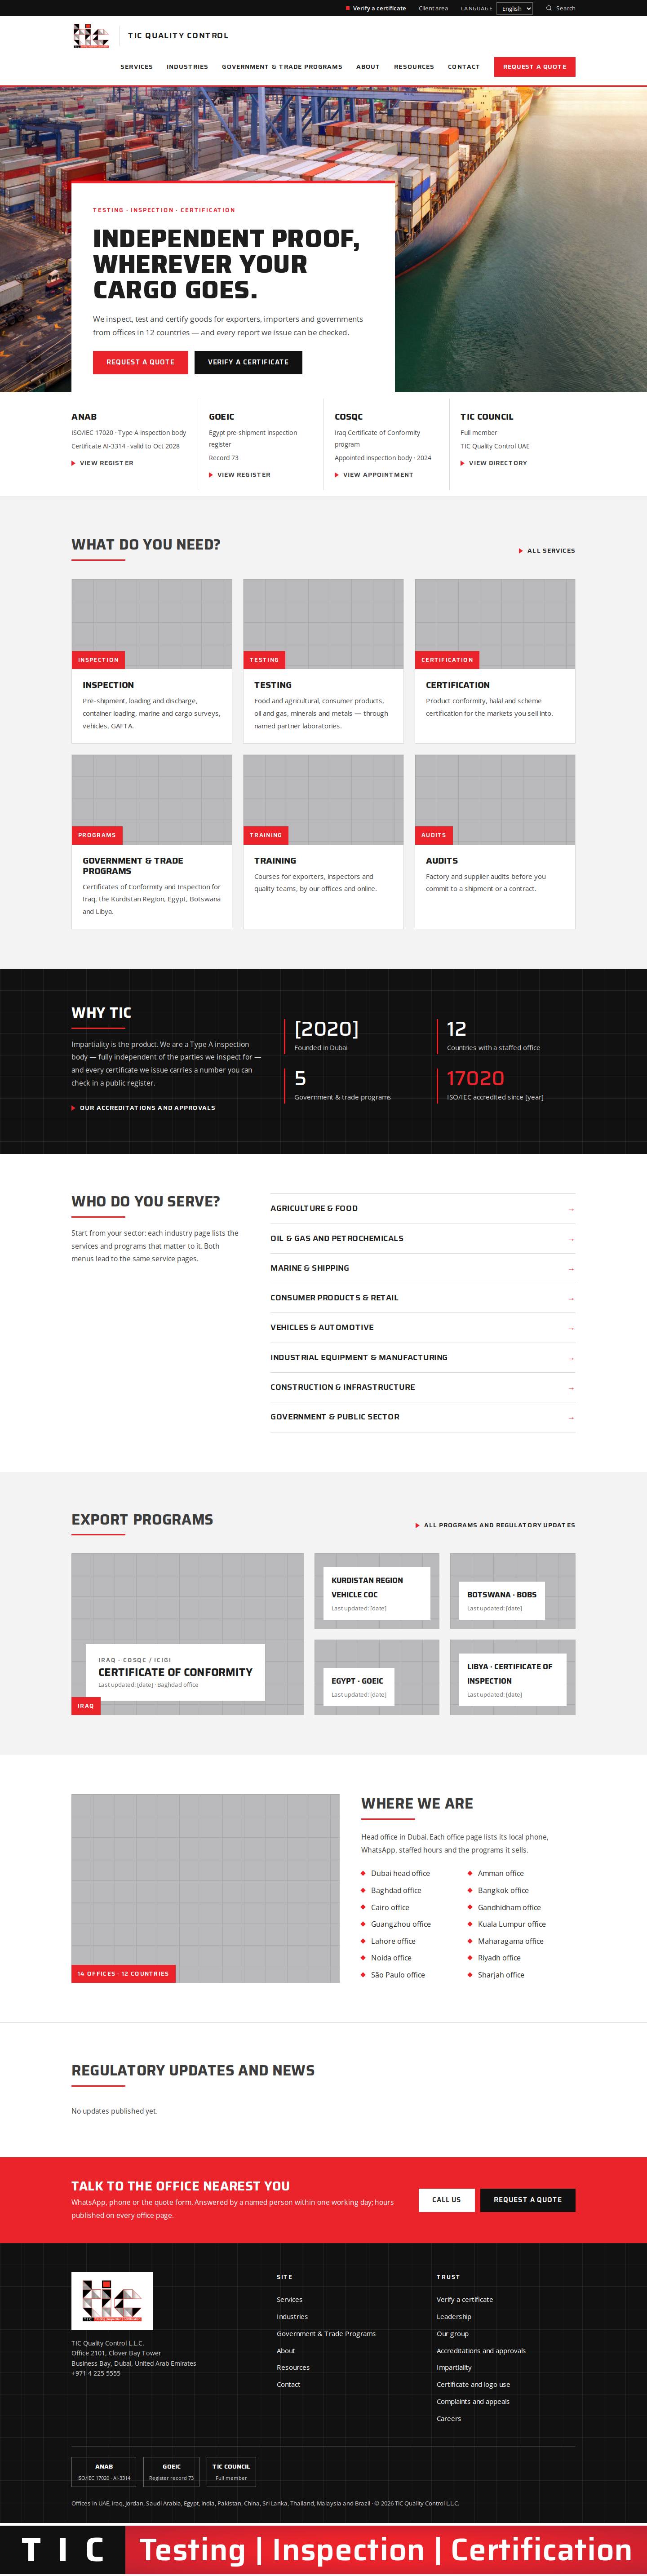 Verify a certificate Client area LANGUAGE English Search
tic TIC QUALITY CONTROL
SERVICES INDUSTRIES GOVERNMENT & TRADE PROGRAMS ABOUT RESOURCES CONTACT REQUEST A QUOTE
TESTING · INSPECTION · CERTIFICATION
INDEPENDENT PROOF,
WHEREVER YOUR
CARGO GOES.
We inspect, test and certify goods for exporters, importers and governments
from offices in 12 countries — and every report we issue can be checked.
REQUEST A QUOTE VERIFY A CERTIFICATE
ANAB
ISO/IEC 17020 · Type A inspection body
Certificate AI-3314 · valid to Oct 2028
VIEW REGISTER
GOEIC
Egypt pre-shipment inspection
register
Record 73
VIEW REGISTER
COSQC
Iraq Certificate of Conformity
program
Appointed inspection body · 2024
VIEW APPOINTMENT
TIC COUNCIL
Full member
TIC Quality Control UAE
VIEW DIRECTORY
WHAT DO YOU NEED?
ALL SERVICES
INSPECTION
INSPECTION
Pre-shipment, loading and discharge,
container loading, marine and cargo surveys,
vehicles, GAFTA.
TESTING
TESTING
Food and agricultural, consumer products,
oil and gas, minerals and metals — through
named partner laboratories.
CERTIFICATION
CERTIFICATION
Product conformity, halal and scheme
certification for the markets you sell into.
PROGRAMS
GOVERNMENT & TRADE
PROGRAMS
Certificates of Conformity and Inspection for
Iraq, the Kurdistan Region, Egypt, Botswana
and Libya.
TRAINING
TRAINING
Courses for exporters, inspectors and
quality teams, by our offices and online.
AUDITS
AUDITS
Factory and supplier audits before you
commit to a shipment or a contract.
WHY TIC
Impartiality is the product. We are a Type A inspection
body — fully independent of the parties we inspect for —
and every certificate we issue carries a number you can
check in a public register.
OUR ACCREDITATIONS AND APPROVALS
[2020]
Founded in Dubai
12
Countries with a staffed office
5
Government & trade programs
17020
ISO/IEC accredited since [year]
WHO DO YOU SERVE?
Start from your sector: each industry page lists the
services and programs that matter to it. Both
menus lead to the same service pages.
AGRICULTURE & FOOD →
OIL & GAS AND PETROCHEMICALS →
MARINE & SHIPPING →
CONSUMER PRODUCTS & RETAIL →
VEHICLES & AUTOMOTIVE →
INDUSTRIAL EQUIPMENT & MANUFACTURING →
CONSTRUCTION & INFRASTRUCTURE →
GOVERNMENT & PUBLIC SECTOR →
EXPORT PROGRAMS
ALL PROGRAMS AND REGULATORY UPDATES
IRAQ · COSQC / ICIGI
CERTIFICATE OF CONFORMITY
Last updated: [date] · Baghdad office
IRAQ
KURDISTAN REGION
VEHICLE COC
Last updated: [date]
BOTSWANA · BOBS
Last updated: [date]
EGYPT · GOEIC
Last updated: [date]
LIBYA · CERTIFICATE OF
INSPECTION
Last updated: [date]
14 OFFICES · 12 COUNTRIES
WHERE WE ARE
Head office in Dubai. Each office page lists its local phone,
WhatsApp, staffed hours and the programs it sells.
Dubai head office Amman office
Baghdad office Bangkok office
Cairo office Gandhidham office
Guangzhou office Kuala Lumpur office
Lahore office Maharagama office
Noida office Riyadh office
São Paulo office Sharjah office
REGULATORY UPDATES AND NEWS
No updates published yet.
TALK TO THE OFFICE NEAREST YOU
WhatsApp, phone or the quote form. Answered by a named person within one working day; hours
published on every office page.
CALL US REQUEST A QUOTE
tic
TIC Quality Control L.L.C.
Office 2101, Clover Bay Tower
Business Bay, Dubai, United Arab Emirates
+971 4 225 5555
SITE
Services
Industries
Government & Trade Programs
About
Resources
Contact
TRUST
Verify a certificate
Leadership
Our group
Accreditations and approvals
Impartiality
Certificate and logo use
Complaints and appeals
Careers
ANAB
ISO/IEC 17020 · AI-3314
GOEIC
Register record 73
TIC COUNCIL
Full member
Offices in UAE, Iraq, Jordan, Saudi Arabia, Egypt, India, Pakistan, China, Sri Lanka, Thailand, Malaysia and Brazil · © 2026 TIC Quality Control L.L.C.
T I C Testing | Inspection | Certification